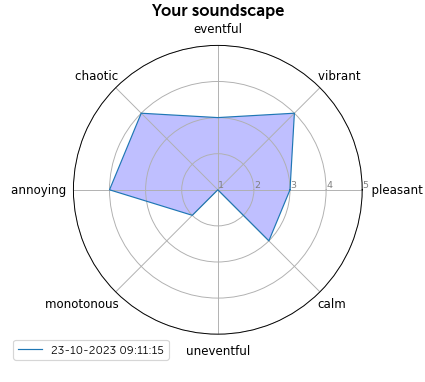 Your soundscape
eventful
chaotic
vibrant
annoying
1 2 3 4 5
pleasant
monotonous
calm
uneventful
23-10-2023 09:11:15